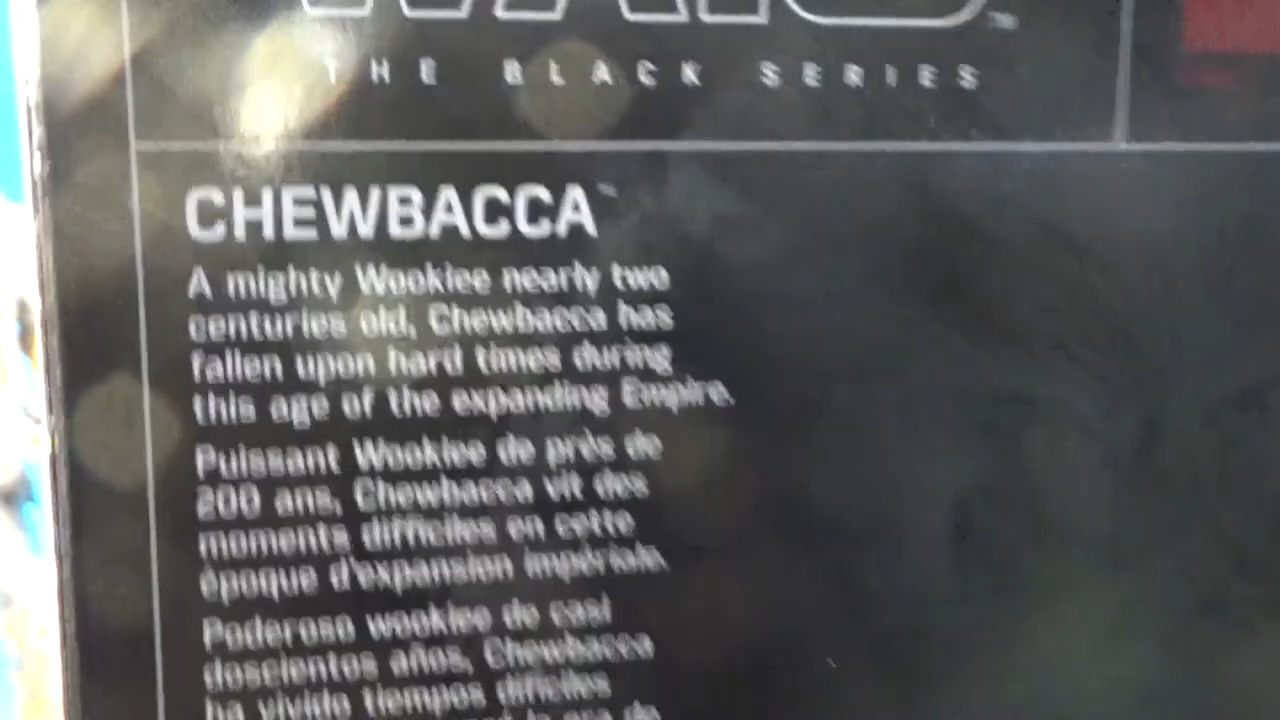 WARS™
THE BLACK SERIES
CHEWBACCA™
A mighty Wookiee nearly two
centuries old, Chewbacca has
fallen upon hard times during
this age of the expanding Empire.
Puissant Wookiee de près de
200 ans, Chewbacca vit des
moments difficiles en cette
époque d'expansion impériale.
Poderoso wookiee de casi
doscientos años, Chewbacca
ha vivido tiempos difíciles